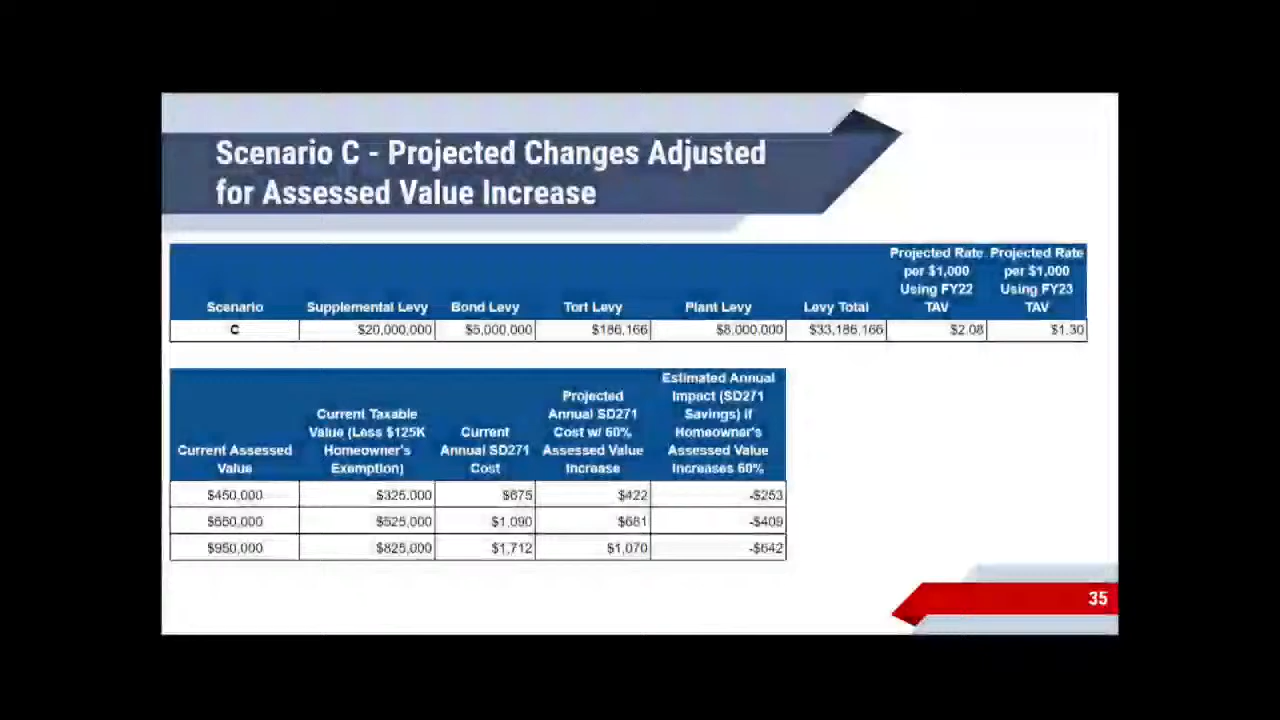 Scenario C - Projected Changes Adjusted
for Assessed Value Increase
Scenario Supplemental Levy Bond Levy Tort Levy Plant Levy Levy Total Projected Rate per $1,000 Using FY22 TAV Projected Rate per $1,000 Using FY23 TAV
C $20,000,000 $5,000,000 $186,166 $8,000,000 $33,186,166 $2.08 $1.30
Current Assessed Value Current Taxable Value (Less $125K Homeowner's Exemption) Current Annual SD271 Cost Projected Annual SD271 Cost w/ 60% Assessed Value Increase Estimated Annual Impact (SD271 Savings) if Homeowner's Assessed Value Increases 60%
$450,000 $325,000 $675 $422 -$253
$650,000 $525,000 $1,090 $681 -$409
$950,000 $825,000 $1,712 $1,070 -$642
35